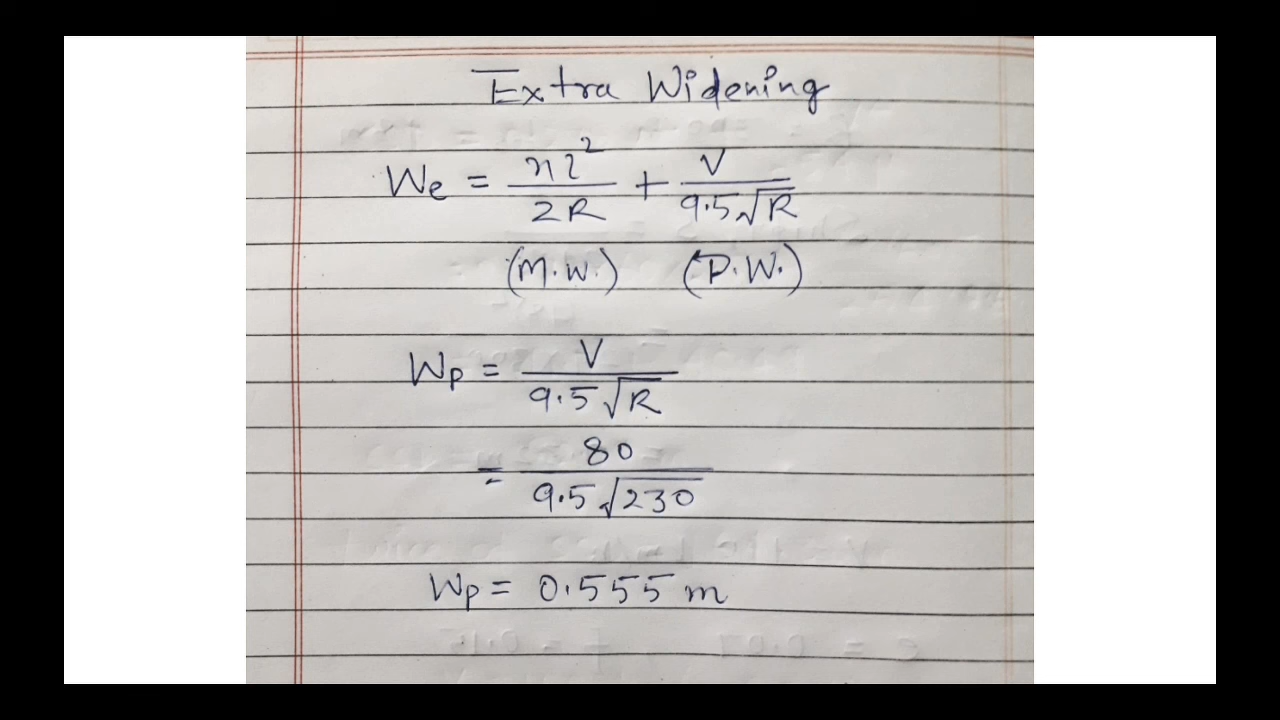 Extra Widening
We = nl²/2R + V/9.5√R
(M.W.) (P.W.)
Wp = V/9.5√R
= 80/9.5√230
Wp = 0.555 m